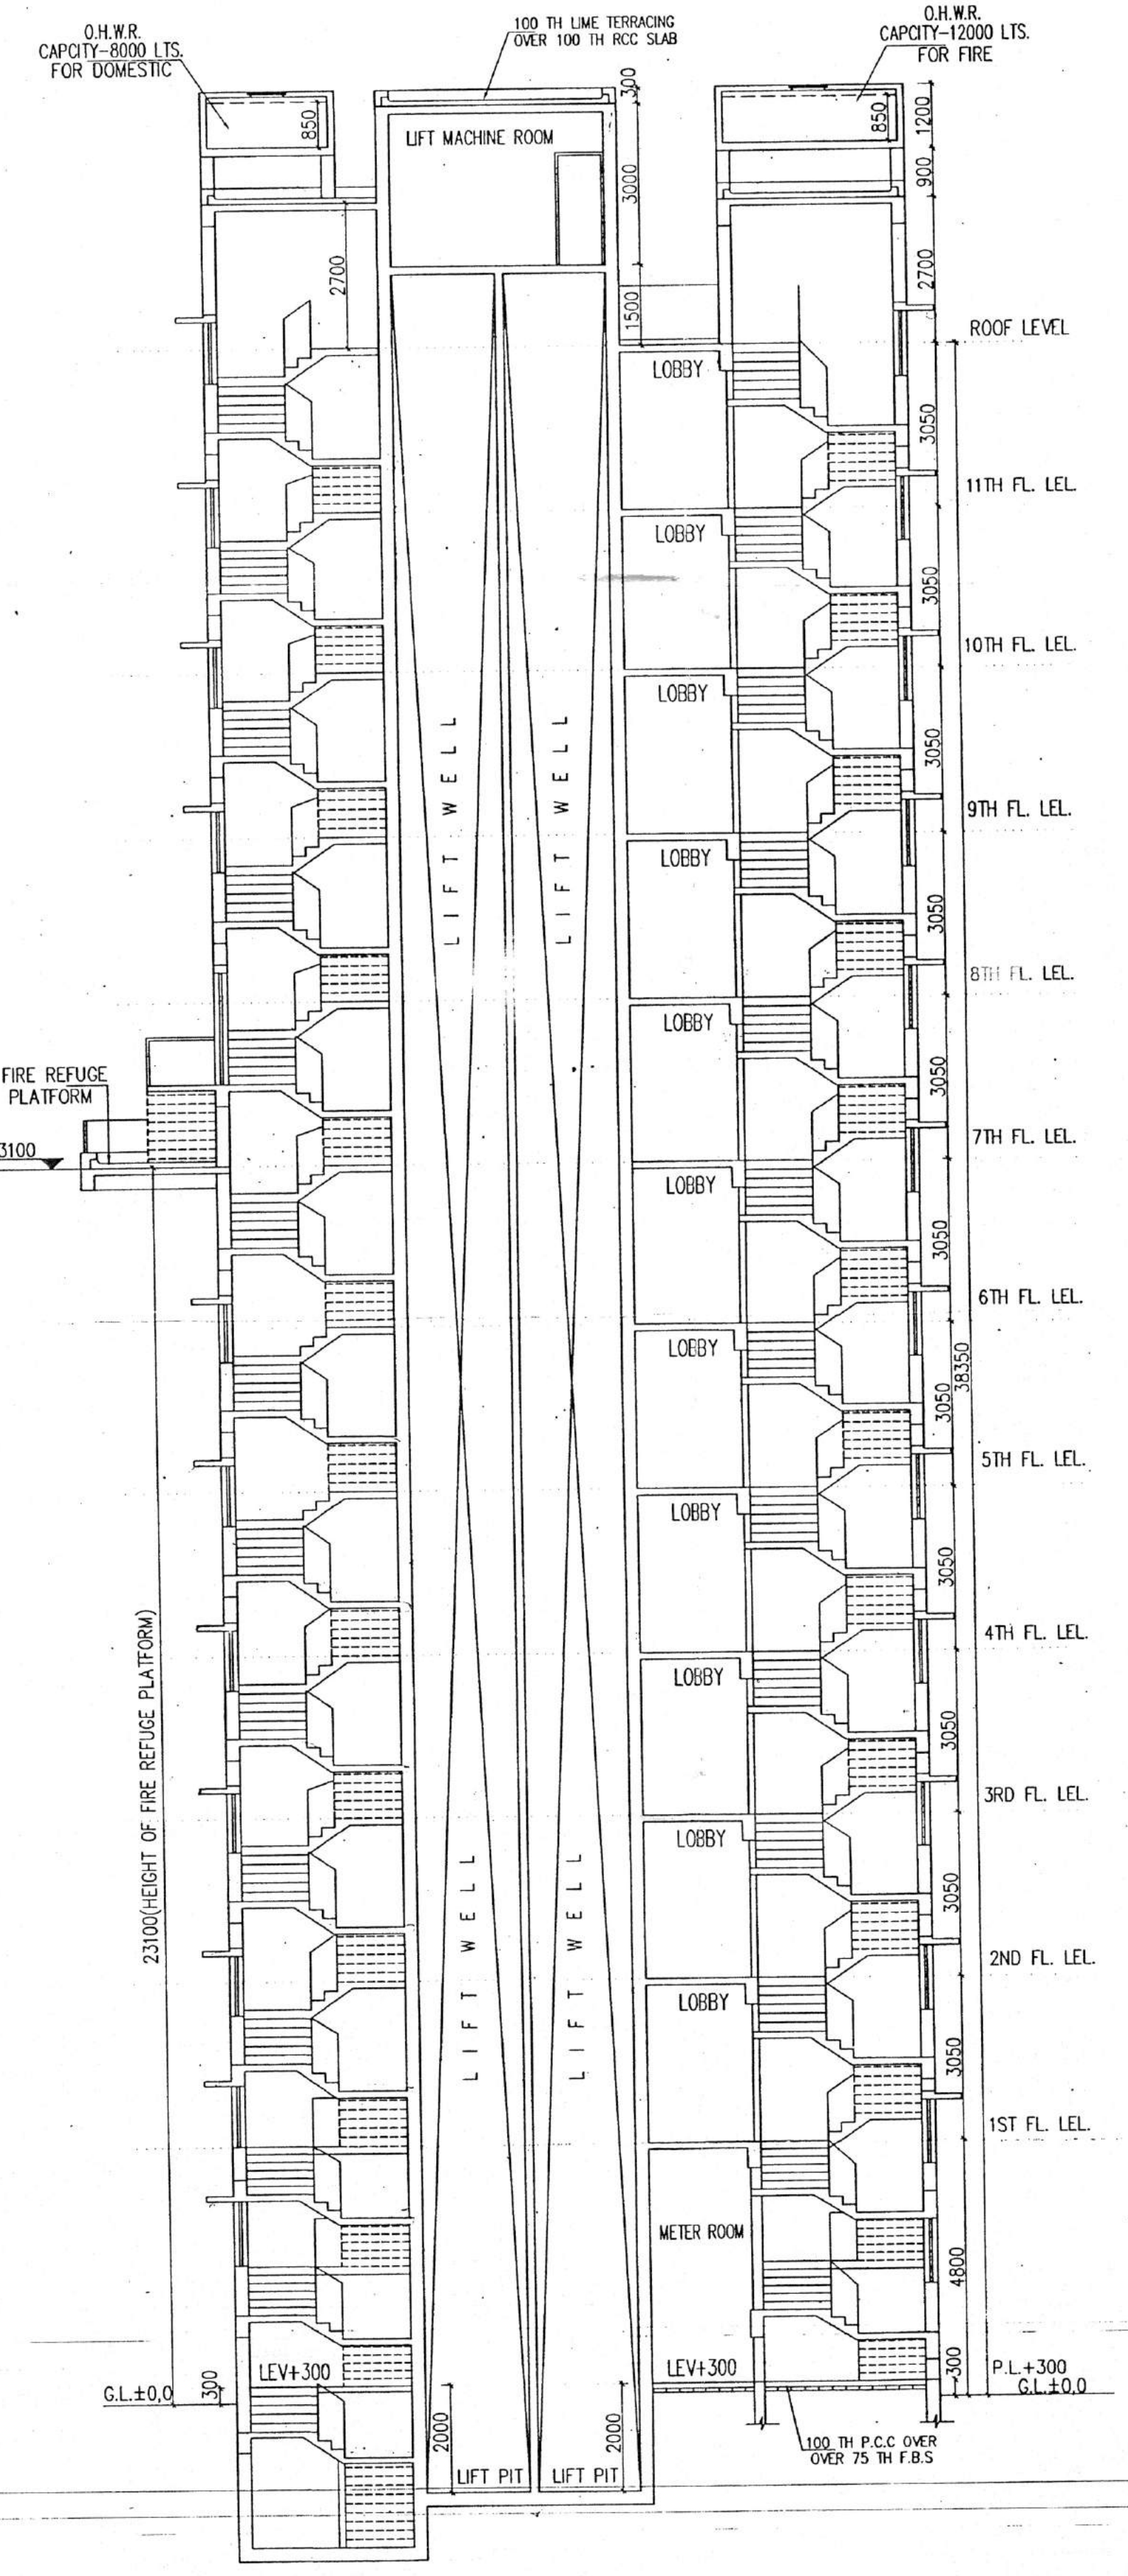 O.H.W.R.
CAPCITY-8000 LTS.
FOR DOMESTIC
100 TH LIME TERRACING
OVER 100 TH RCC SLAB
O.H.W.R.
CAPCITY-12000 LTS.
FOR FIRE
300
850
850
1200
LIFT MACHINE ROOM
3000
900
2700
2700
1500
ROOF LEVEL
LOBBY
3050
11TH FL. LEL.
LOBBY
3050
10TH FL. LEL.
LOBBY
3050
9TH FL. LEL.
LIFT WELL
LIFT WELL
LOBBY
3050
8TH FL. LEL.
LOBBY
3050
FIRE REFUGE
PLATFORM
7TH FL. LEL.
3100
LOBBY
3050
6TH FL. LEL.
LOBBY
38350
3050
5TH FL. LEL.
LOBBY
3050
4TH FL. LEL.
LOBBY
3050
23100(HEIGHT OF FIRE REFUGE PLATFORM)
3RD FL. LEL.
LOBBY
3050
LIFT WELL
LIFT WELL
2ND FL. LEL.
LOBBY
3050
1ST FL. LEL.
METER ROOM
4800
LEV+300
LEV+300
300
P.L.+300
G.L.±0,0
G.L.±0,0
300
2000
2000
100 TH P.C.C OVER
OVER 75 TH F.B.S
LIFT PIT
LIFT PIT